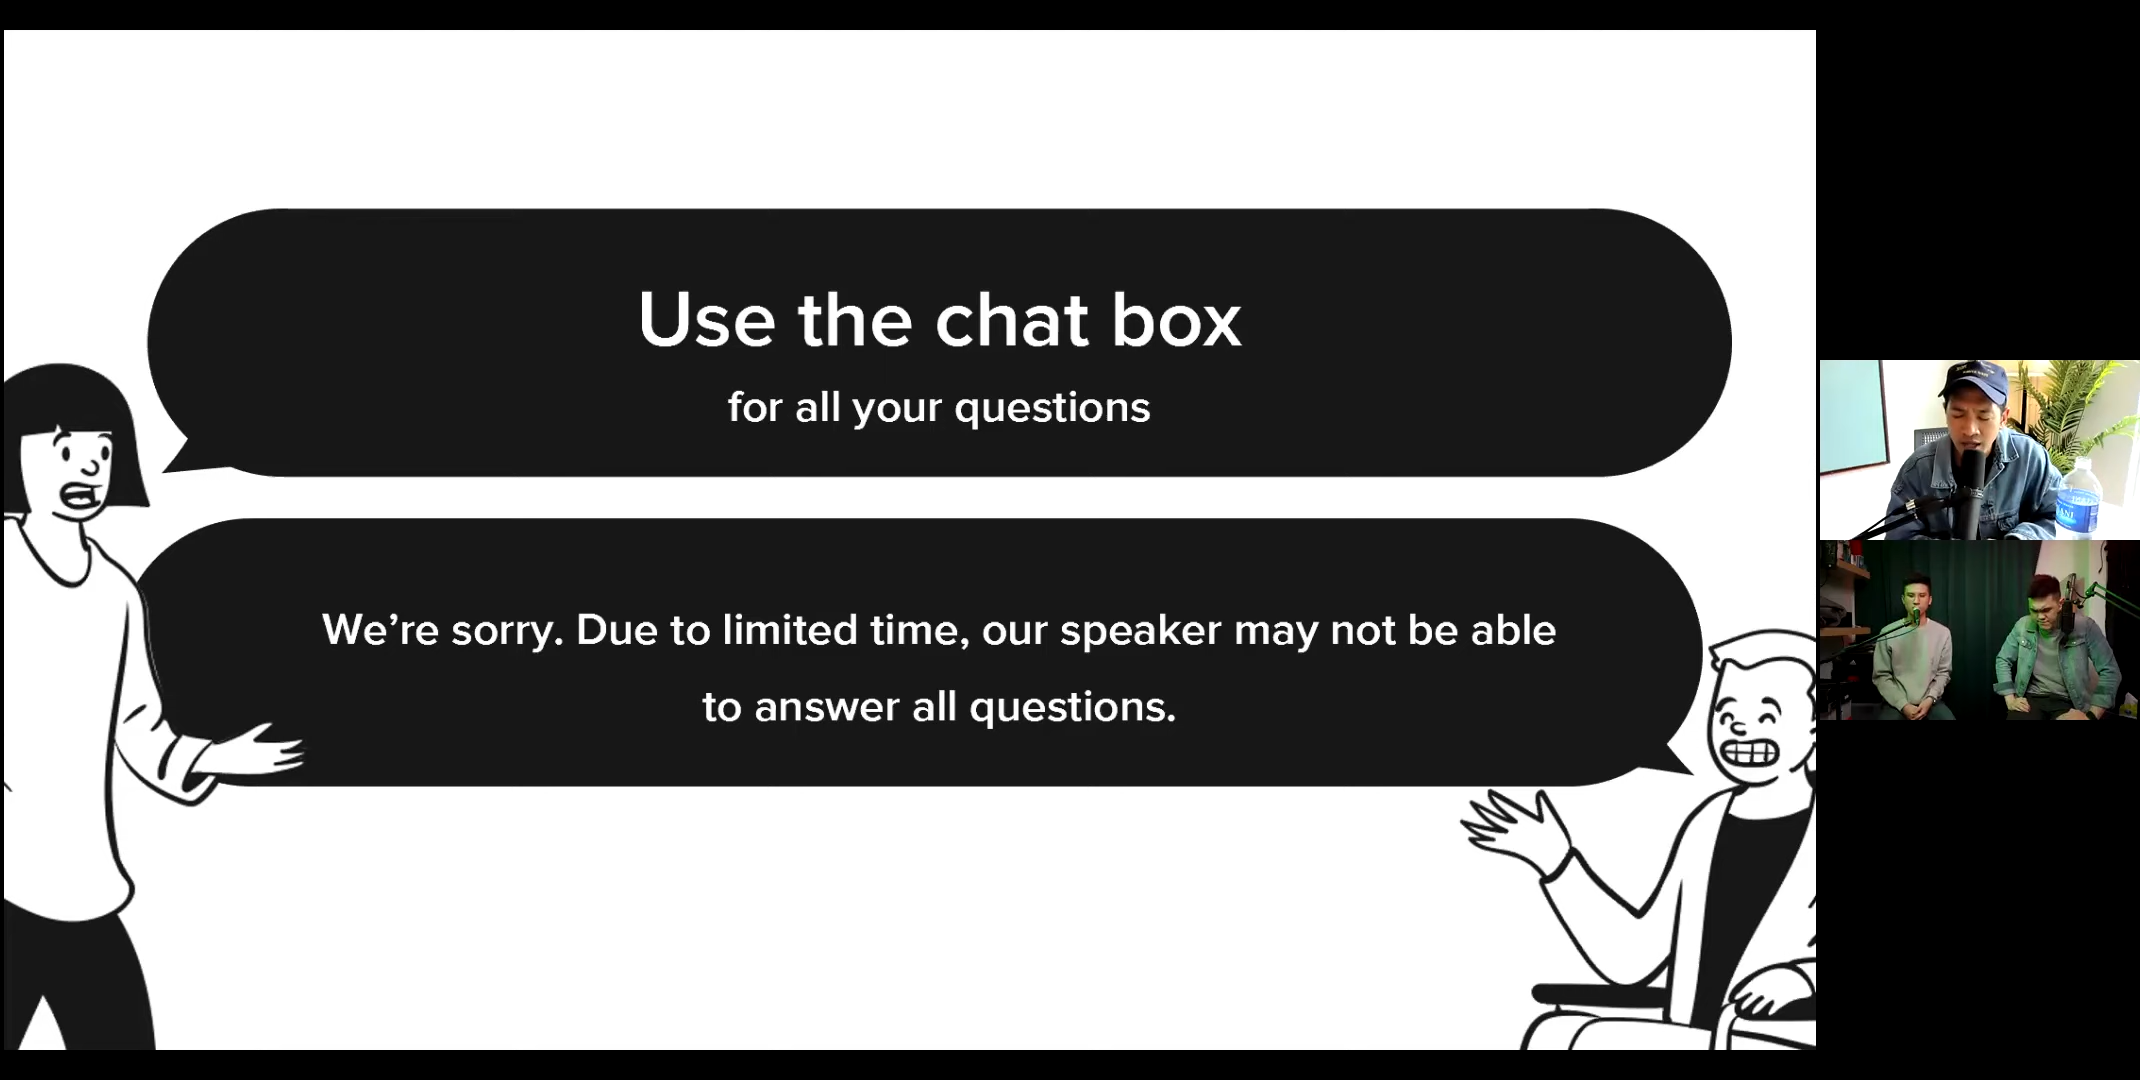 Use the chat box
for all your questions
We’re sorry. Due to limited time, our speaker may not be able
to answer all questions.